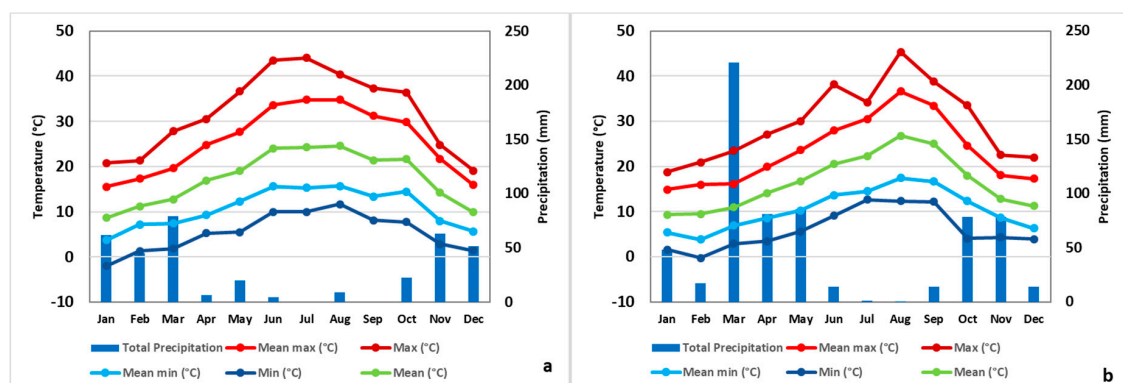 50 250
40 200
30 150
20 100
10
0 50
-10 0
Temperature (°C)
Precipitation (mm)
Jan Feb Mar Apr May Jun Jul Aug Sep Oct Nov Dec
Total Precipitation Mean max (°C) Max (°C)
Mean min (°C) Min (°C) Mean (°C)
a
50 250
40 200
30 150
20 100
10
0 50
-10 0
Temperature (°C)
Precipitation (mm)
Jan Feb Mar Apr May Jun Jul Aug Sep Oct Nov Dec
Total Precipitation Mean max (°C) Max (°C)
Mean min (°C) Min (°C) Mean (°C)
b